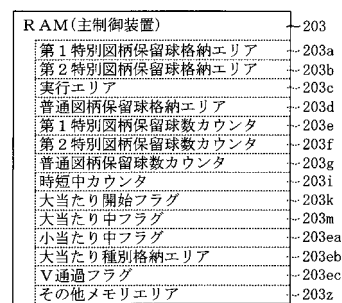 RAM(主制御装置) 203
第1特別図柄保留球格納エリア 203a
第2特別図柄保留球格納エリア 203b
実行エリア 203c
普通図柄保留球格納エリア 203d
第1特別図柄保留球数カウンタ 203e
第2特別図柄保留球数カウンタ 203f
普通図柄保留球数カウンタ 203g
時短中カウンタ 203i
大当たり開始フラグ 203k
大当たり中フラグ 203m
小当たり中フラグ 203ea
大当たり種別格納エリア 203eb
V通過フラグ 203ec
その他メモリエリア 203z